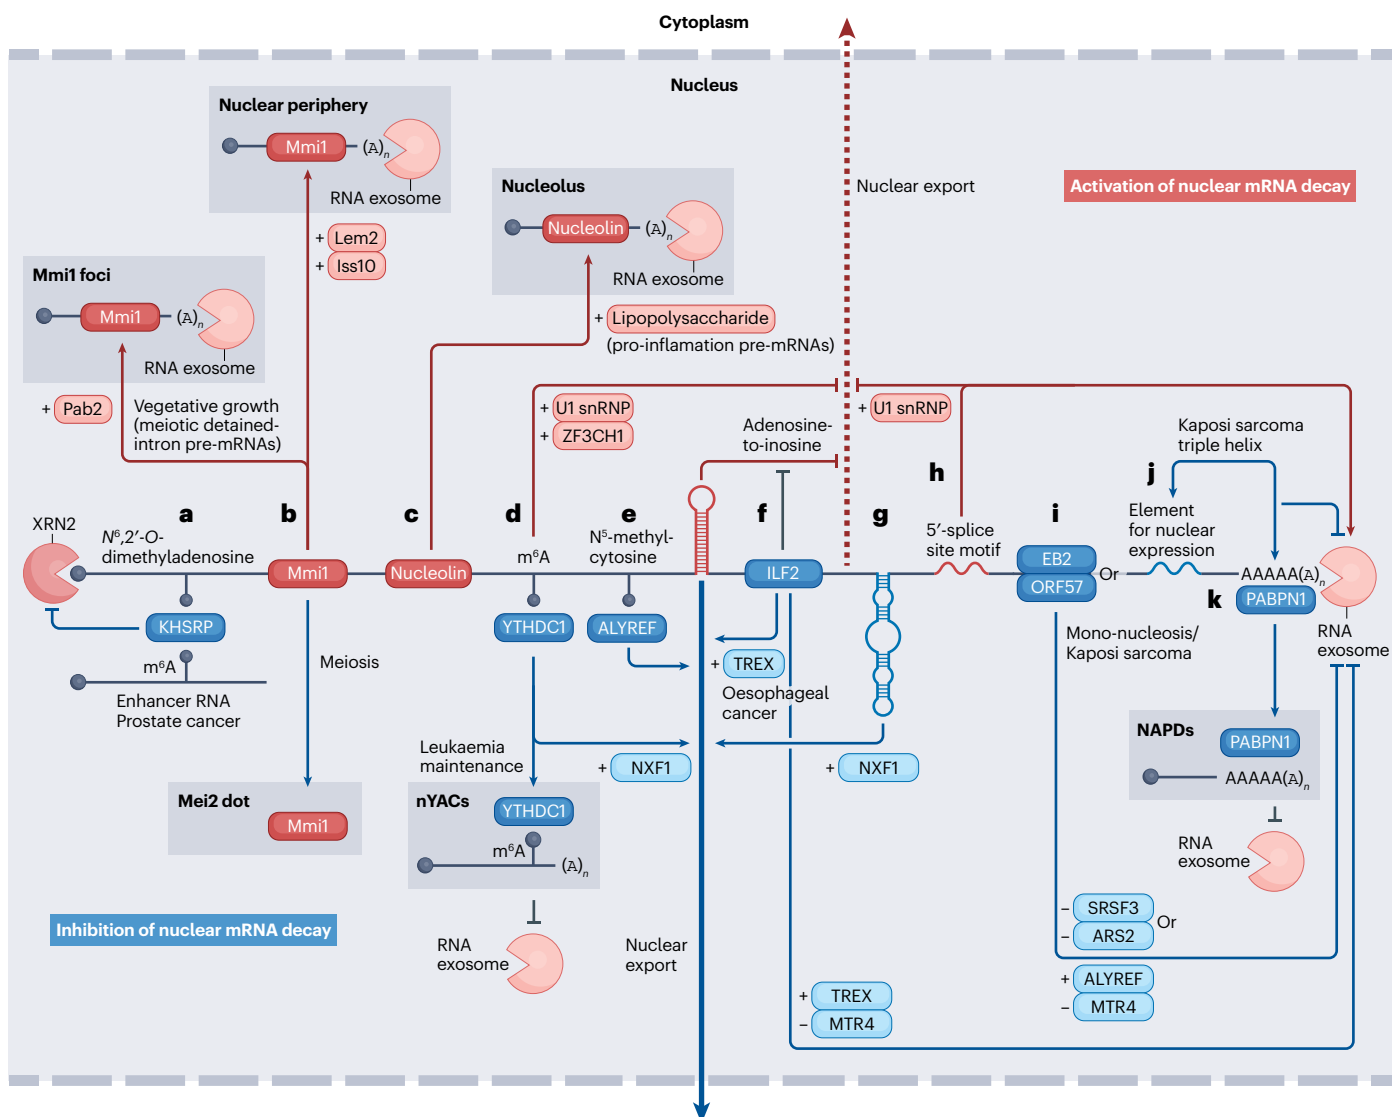 Cytoplasm
Nucleus
Nuclear periphery
Mmi1
(A)n
RNA exosome
+ Lem2
+ Iss10
Nucleolus
Nucleolin
(A)n
RNA exosome
+ Lipopolysaccharide
(pro-inflamation pre-mRNAs)
Nuclear export
Activation of nuclear mRNA decay
Mmi1 foci
Mmi1
(A)n
RNA exosome
+ Pab2
Vegetative growth
(meiotic detained-
intron pre-mRNAs)
+ U1 snRNP
+ ZF3CH1
Adenosine-
to-inosine
+ U1 snRNP
Kaposi sarcoma
triple helix
XRN2
a
N⁶,2′-O-
dimethyladenosine
b
Mmi1
c
Nucleolin
d
m⁶A
e
N⁵-methyl-
cytosine
f
ILF2
g
h
5′-splice
site motif
i
EB2
ORF57
Or
j
Element
for nuclear
expression
AAAAA(A)n
k
PABPN1
RNA
exosome
KHSRP
m⁶A
Enhancer RNA
Prostate cancer
Meiosis
YTHDC1
ALYREF
+ TREX
Oesophageal
cancer
Mono-nucleosis/
Kaposi sarcoma
Leukaemia
maintenance
+ NXF1
+ NXF1
Mei2 dot
Mmi1
nYACs
YTHDC1
m⁶A
(A)n
RNA
exosome
NAPDs
PABPN1
AAAAA(A)n
RNA
exosome
Inhibition of nuclear mRNA decay
Nuclear
export
− SRSF3
Or
− ARS2
+ ALYREF
− MTR4
+ TREX
− MTR4